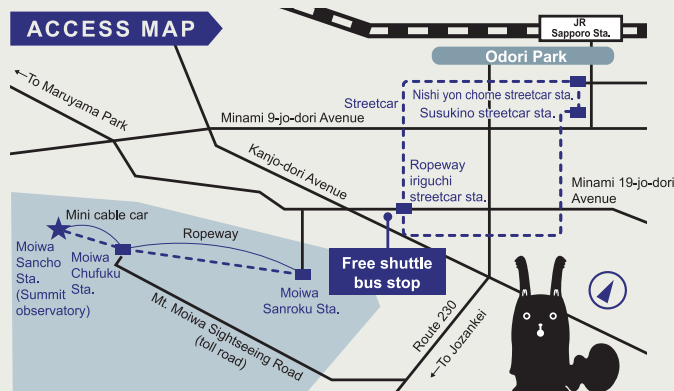 ACCESS MAP
JR
Sapporo Sta.
Odori Park
←To Maruyama Park
Streetcar
Nishi yon chome streetcar sta.
Susukino streetcar sta.
Minami 9-jo-dori Avenue
Kanjo-dori Avenue
Ropeway
iriguchi
streetcar sta.
Minami 19-jo-dori
Avenue
Mini cable car
Ropeway
Moiwa
Sancho
Sta.
(Summit
observatory)
Moiwa
Chufuku
Sta.
Free shuttle
bus stop
Moiwa
Sanroku Sta.
Mt. Moiwa Sightseeing Road
(toll road)
Route 230
←To Jozankei